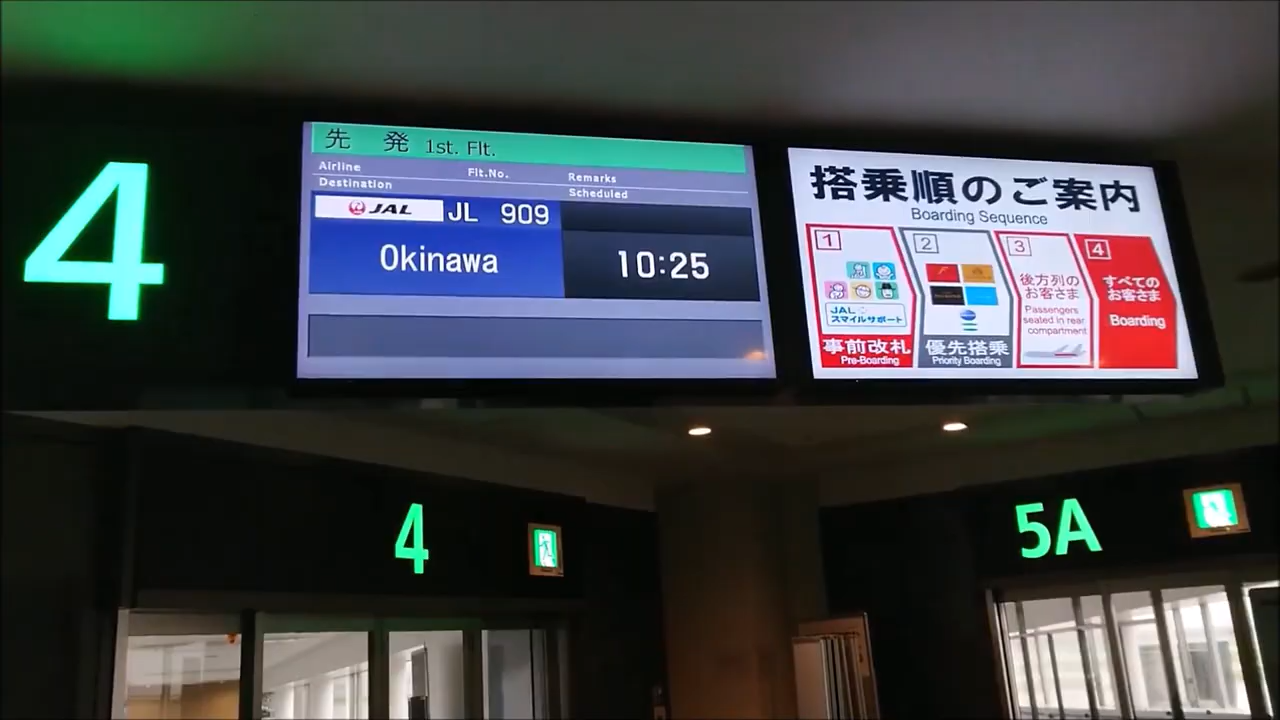 4
先 発 1st. Flt.
Airline Flt.No. Remarks
Destination Scheduled
JAL JL 909
Okinawa 10:25
搭乗順のご案内
Boarding Sequence
1
JAL
スマイルサポート
事前改札
Pre-Boarding
2
優先搭乗
Priority Boarding
3
後方列の
お客さま
Passengers
seated in rear
compartment
4
すべての
お客さま
Boarding
4
5A